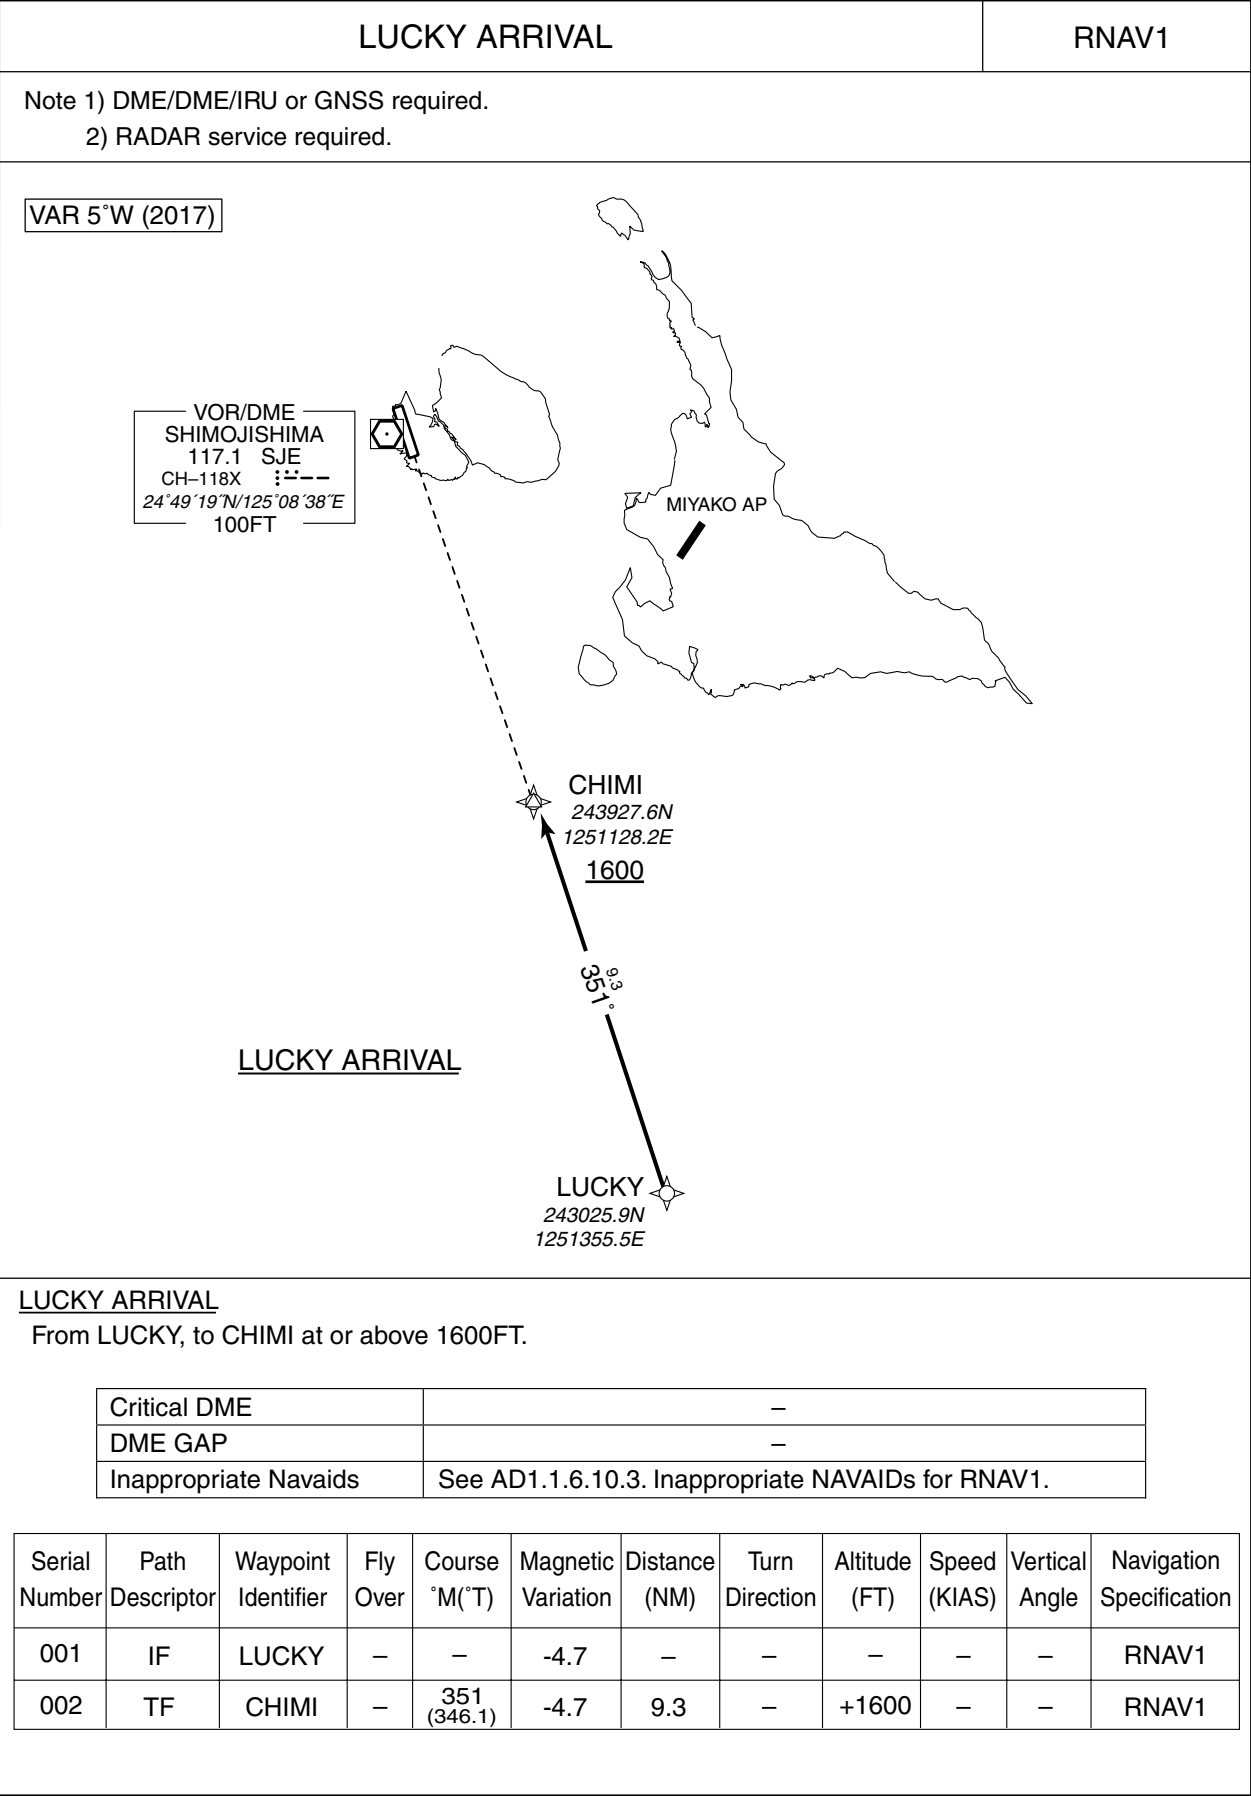 LUCKY ARRIVAL
RNAV1
Note 1) DME/DME/IRU or GNSS required.
2) RADAR service required.
VAR 5˚W (2017)
VOR/DME
SHIMOJISHIMA
117.1 SJE
CH–118X
24˚49´19˝N/125˚08´38˝E
100FT
MIYAKO AP
CHIMI
243927.6N
1251128.2E
1600
9.3
351˚
LUCKY ARRIVAL
LUCKY
243025.9N
1251355.5E
LUCKY ARRIVAL
From LUCKY, to CHIMI at or above 1600FT.
Critical DME –
DME GAP –
Inappropriate Navaids See AD1.1.6.10.3. Inappropriate NAVAIDs for RNAV1.
Serial Path Waypoint Fly Course Magnetic Distance Turn Altitude Speed Vertical Navigation
Number Descriptor Identifier Over ˚M(˚T) Variation (NM) Direction (FT) (KIAS) Angle Specification
001 IF LUCKY – – -4.7 – – – – – RNAV1
002 TF CHIMI – 351 (346.1) -4.7 9.3 – +1600 – – RNAV1